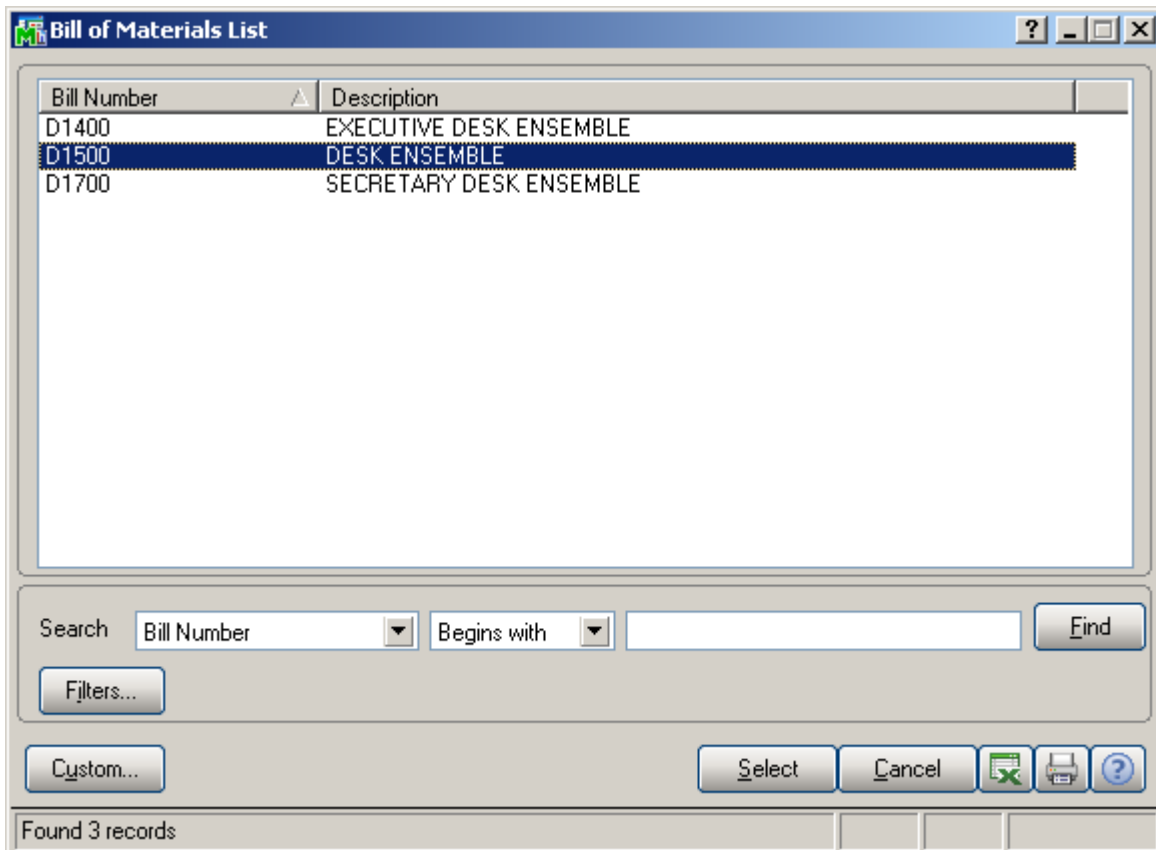 Bill of Materials List
Bill Number Description
D1400 EXECUTIVE DESK ENSEMBLE
D1500 DESK ENSEMBLE
D1700 SECRETARY DESK ENSEMBLE
Search Bill Number Begins with Find
Filters...
Custom... Select Cancel
Found 3 records